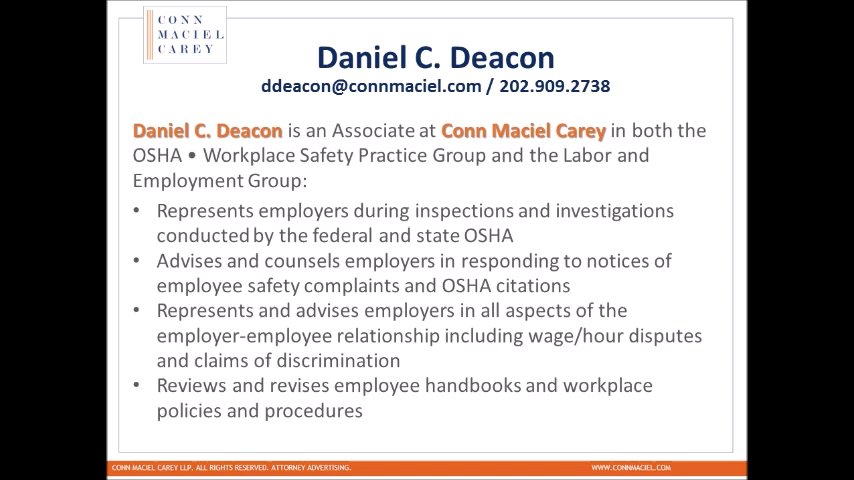 CONN
MACIEL
CAREY
Daniel C. Deacon
ddeacon@connmaciel.com / 202.909.2738
Daniel C. Deacon is an Associate at Conn Maciel Carey in both the
OSHA • Workplace Safety Practice Group and the Labor and
Employment Group:
• Represents employers during inspections and investigations
conducted by the federal and state OSHA
• Advises and counsels employers in responding to notices of
employee safety complaints and OSHA citations
• Represents and advises employers in all aspects of the
employer-employee relationship including wage/hour disputes
and claims of discrimination
• Reviews and revises employee handbooks and workplace
policies and procedures
CONN MACIEL CAREY LLP. ALL RIGHTS RESERVED. ATTORNEY ADVERTISING.
WWW.CONNMACIEL.COM